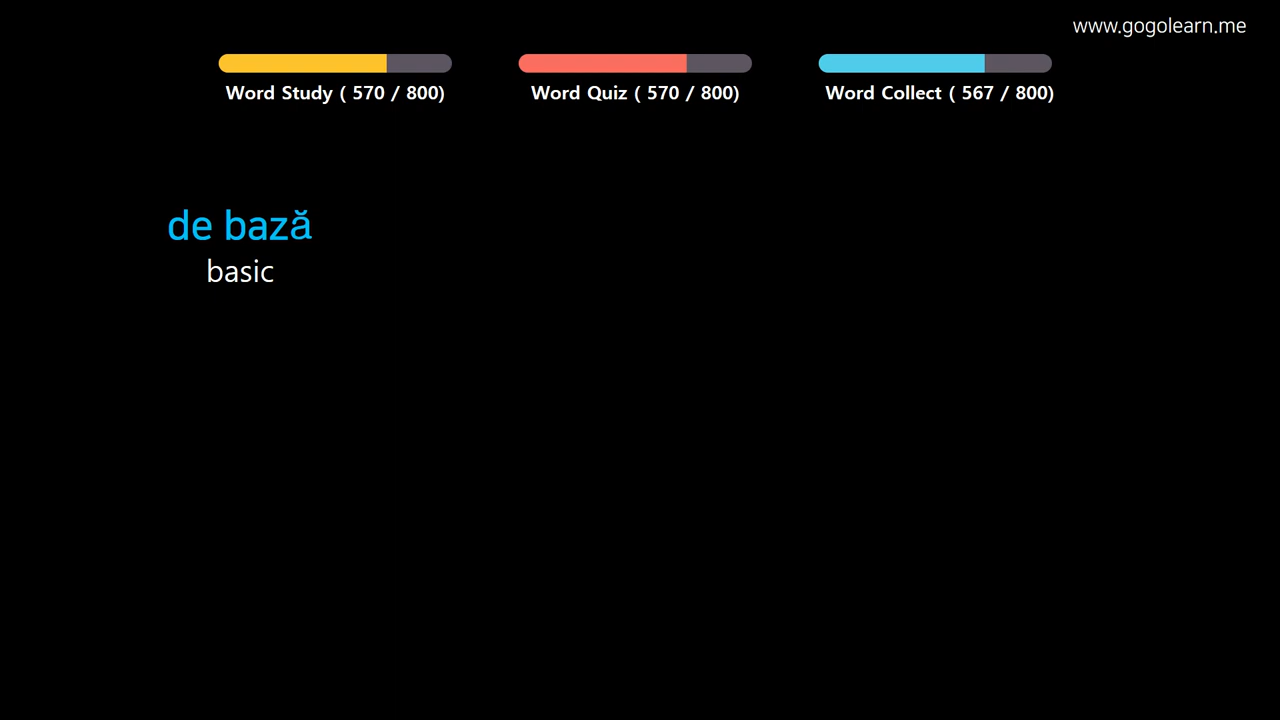 www.gogolearn.me
Word Study ( 570 / 800)
Word Quiz ( 570 / 800)
Word Collect ( 567 / 800)
de bază
basic